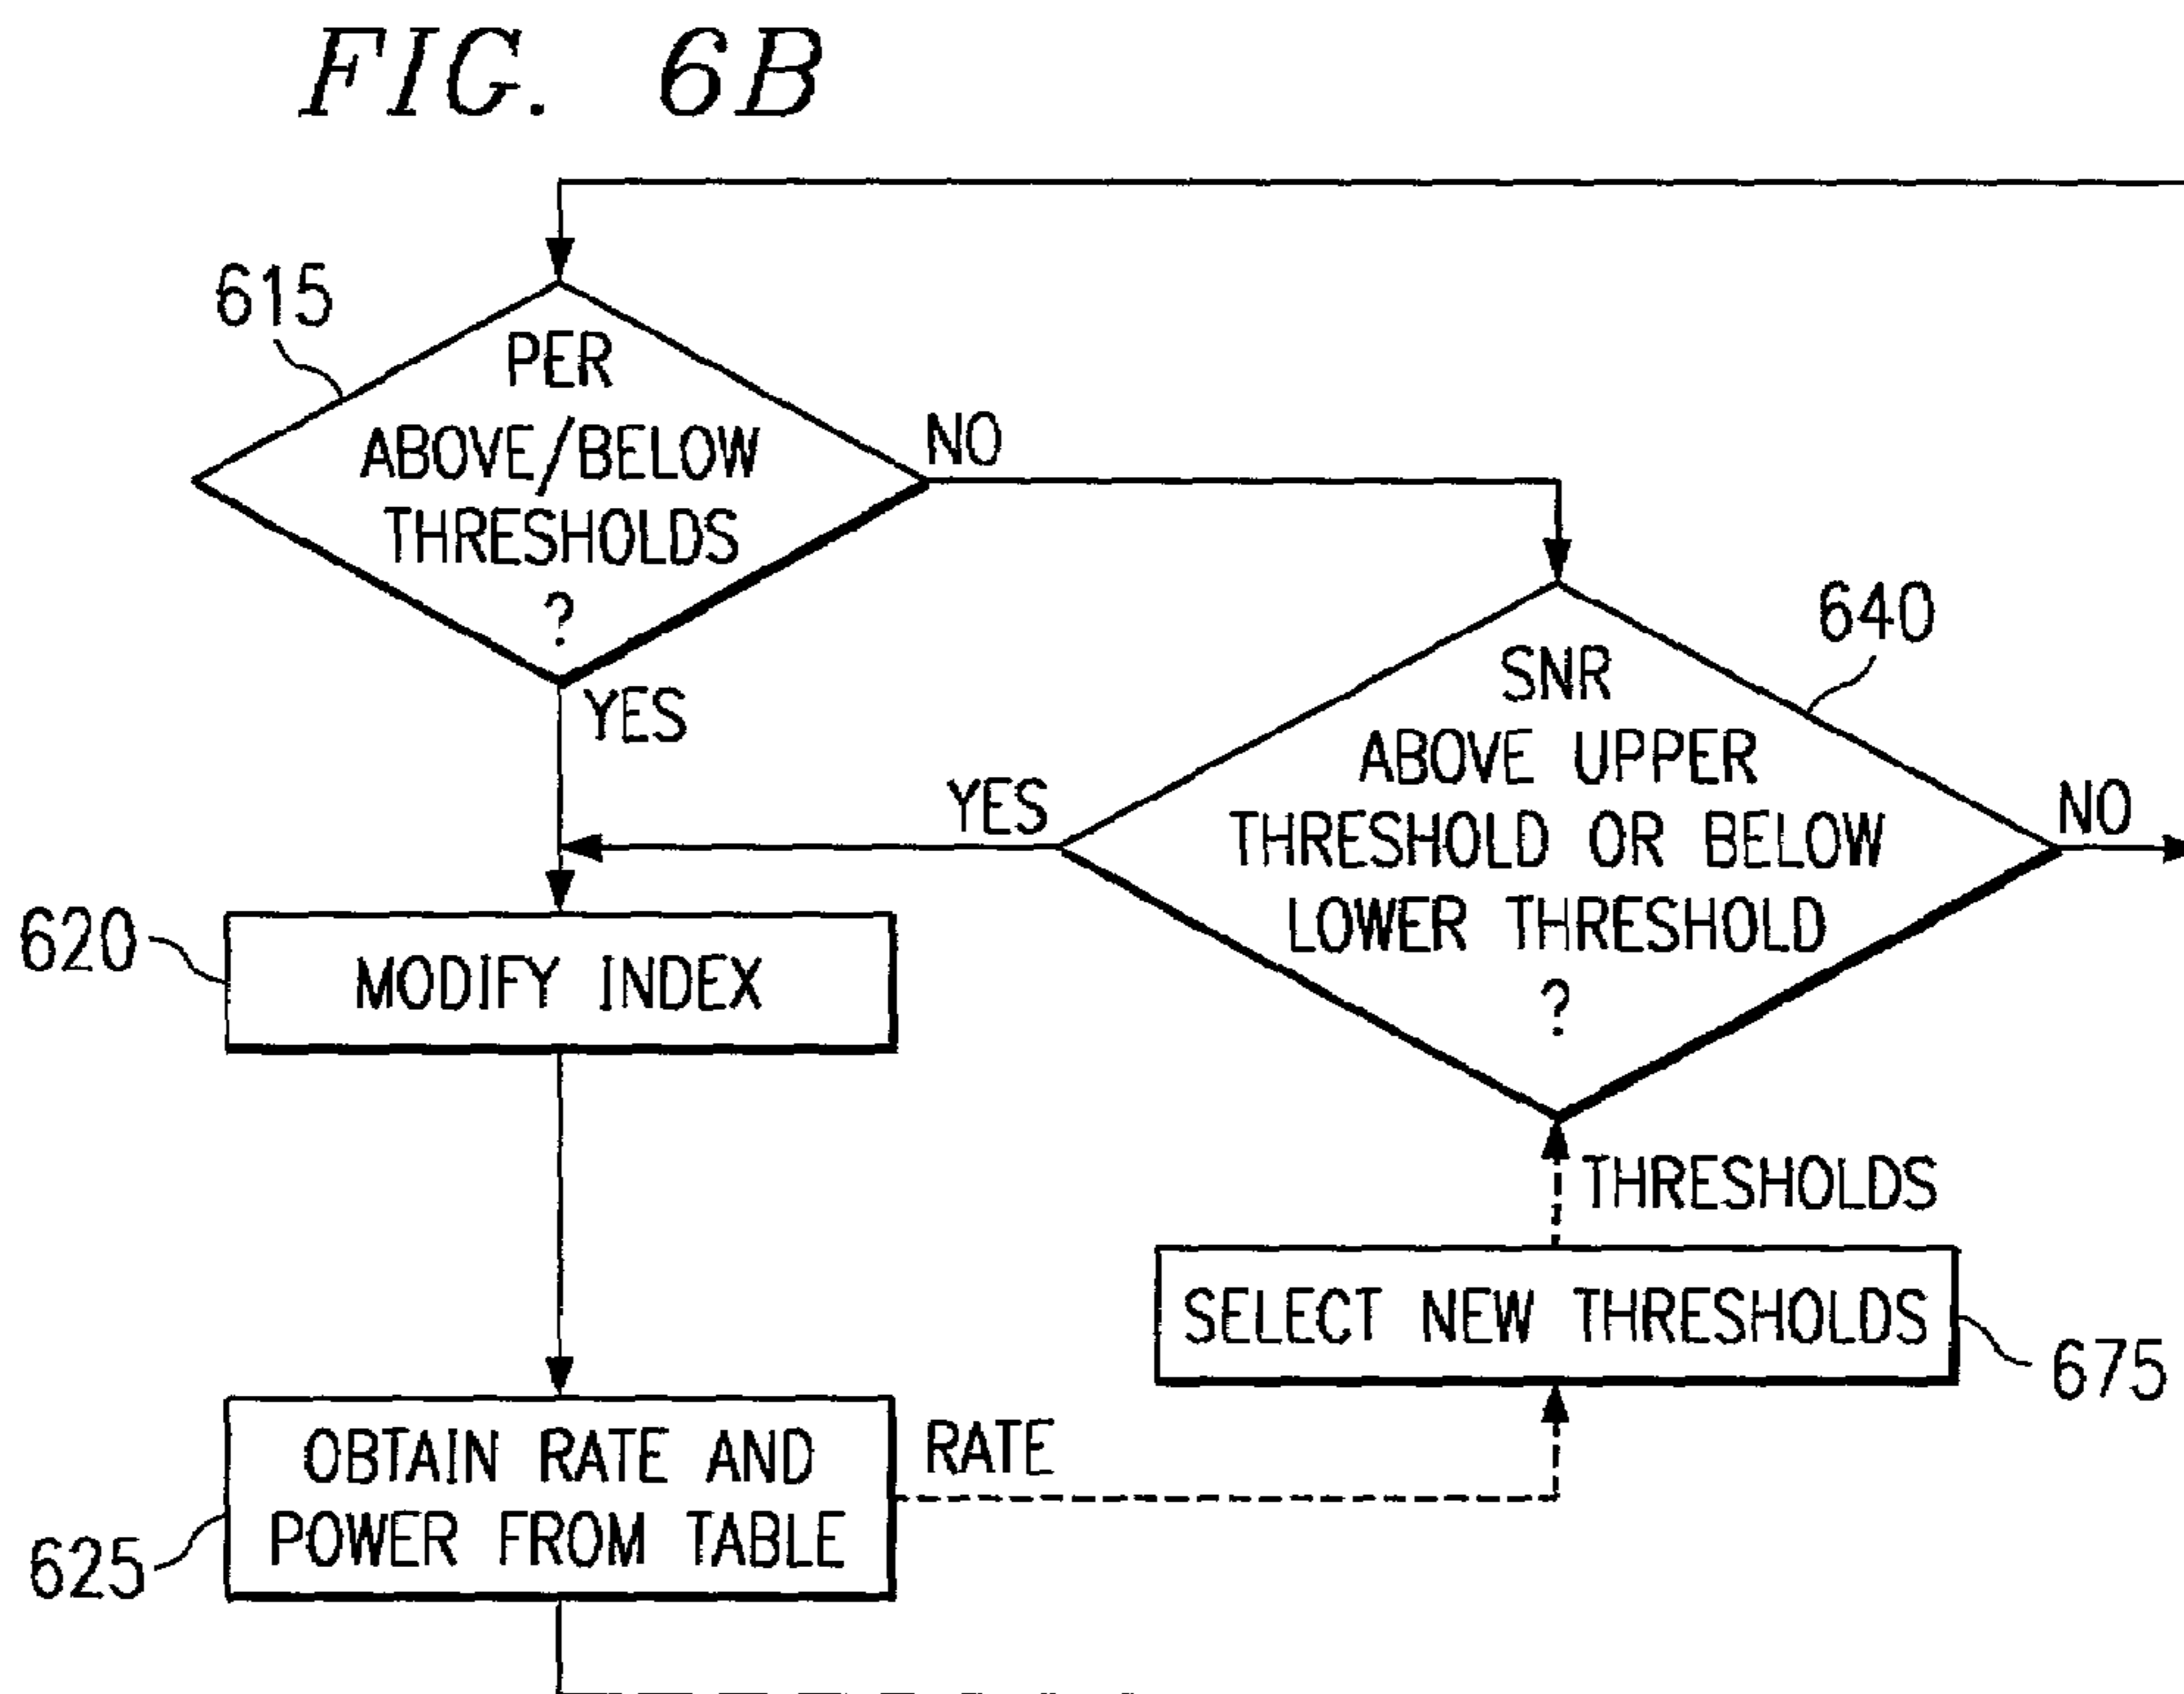 FIG. 6B
615
PER
ABOVE/BELOW
THRESHOLDS
?
NO
YES
640
SNR
ABOVE UPPER
THRESHOLD OR BELOW
LOWER THRESHOLD
?
YES
NO
620
MODIFY INDEX
THRESHOLDS
SELECT NEW THRESHOLDS
675
OBTAIN RATE AND
POWER FROM TABLE
RATE
625